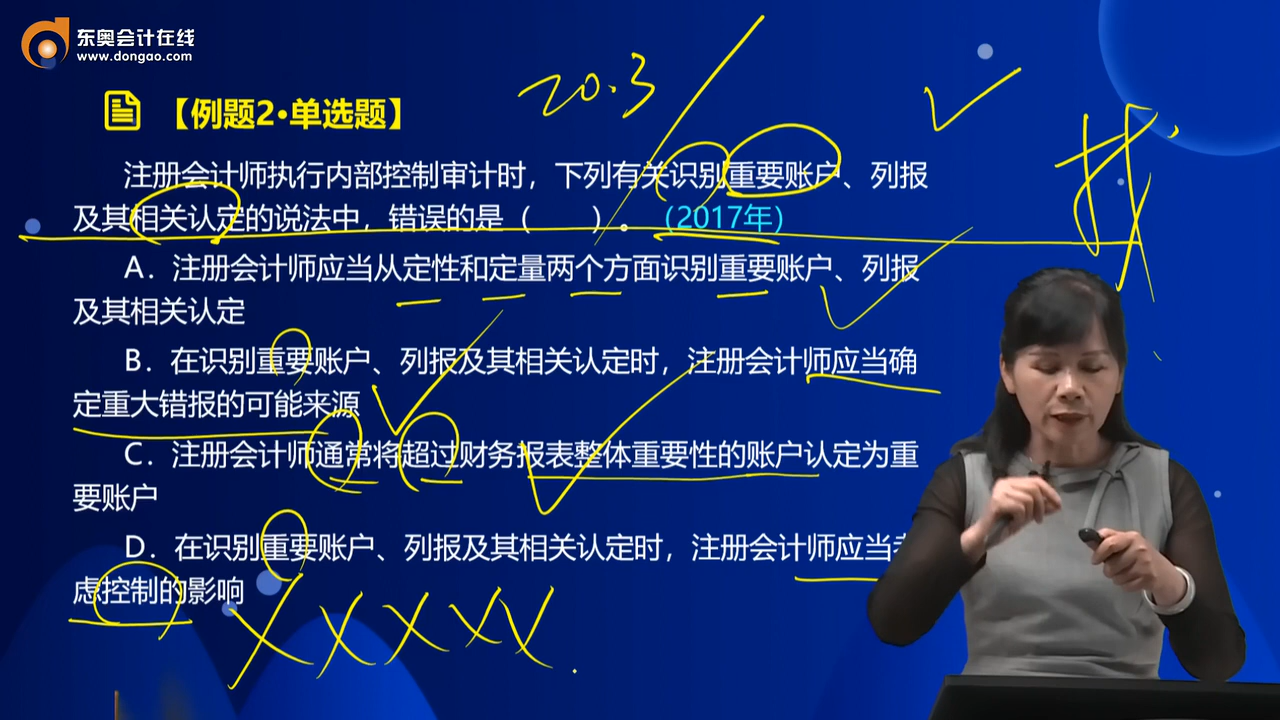 东奥会计在线
www.dongao.com
20.3
【例题2·单选题】
注册会计师执行内部控制审计时，下列有关识别重要账户、列报
及其相关认定的说法中，错误的是（　　）。（2017年）
A．注册会计师应当从定性和定量两个方面识别重要账户、列报
及其相关认定
B．在识别重要账户、列报及其相关认定时，注册会计师应当确
定重大错报的可能来源
C．注册会计师通常将超过财务报表整体重要性的账户认定为重
要账户
D．在识别重要账户、列报及其相关认定时，注册会计师应当考
虑控制的影响